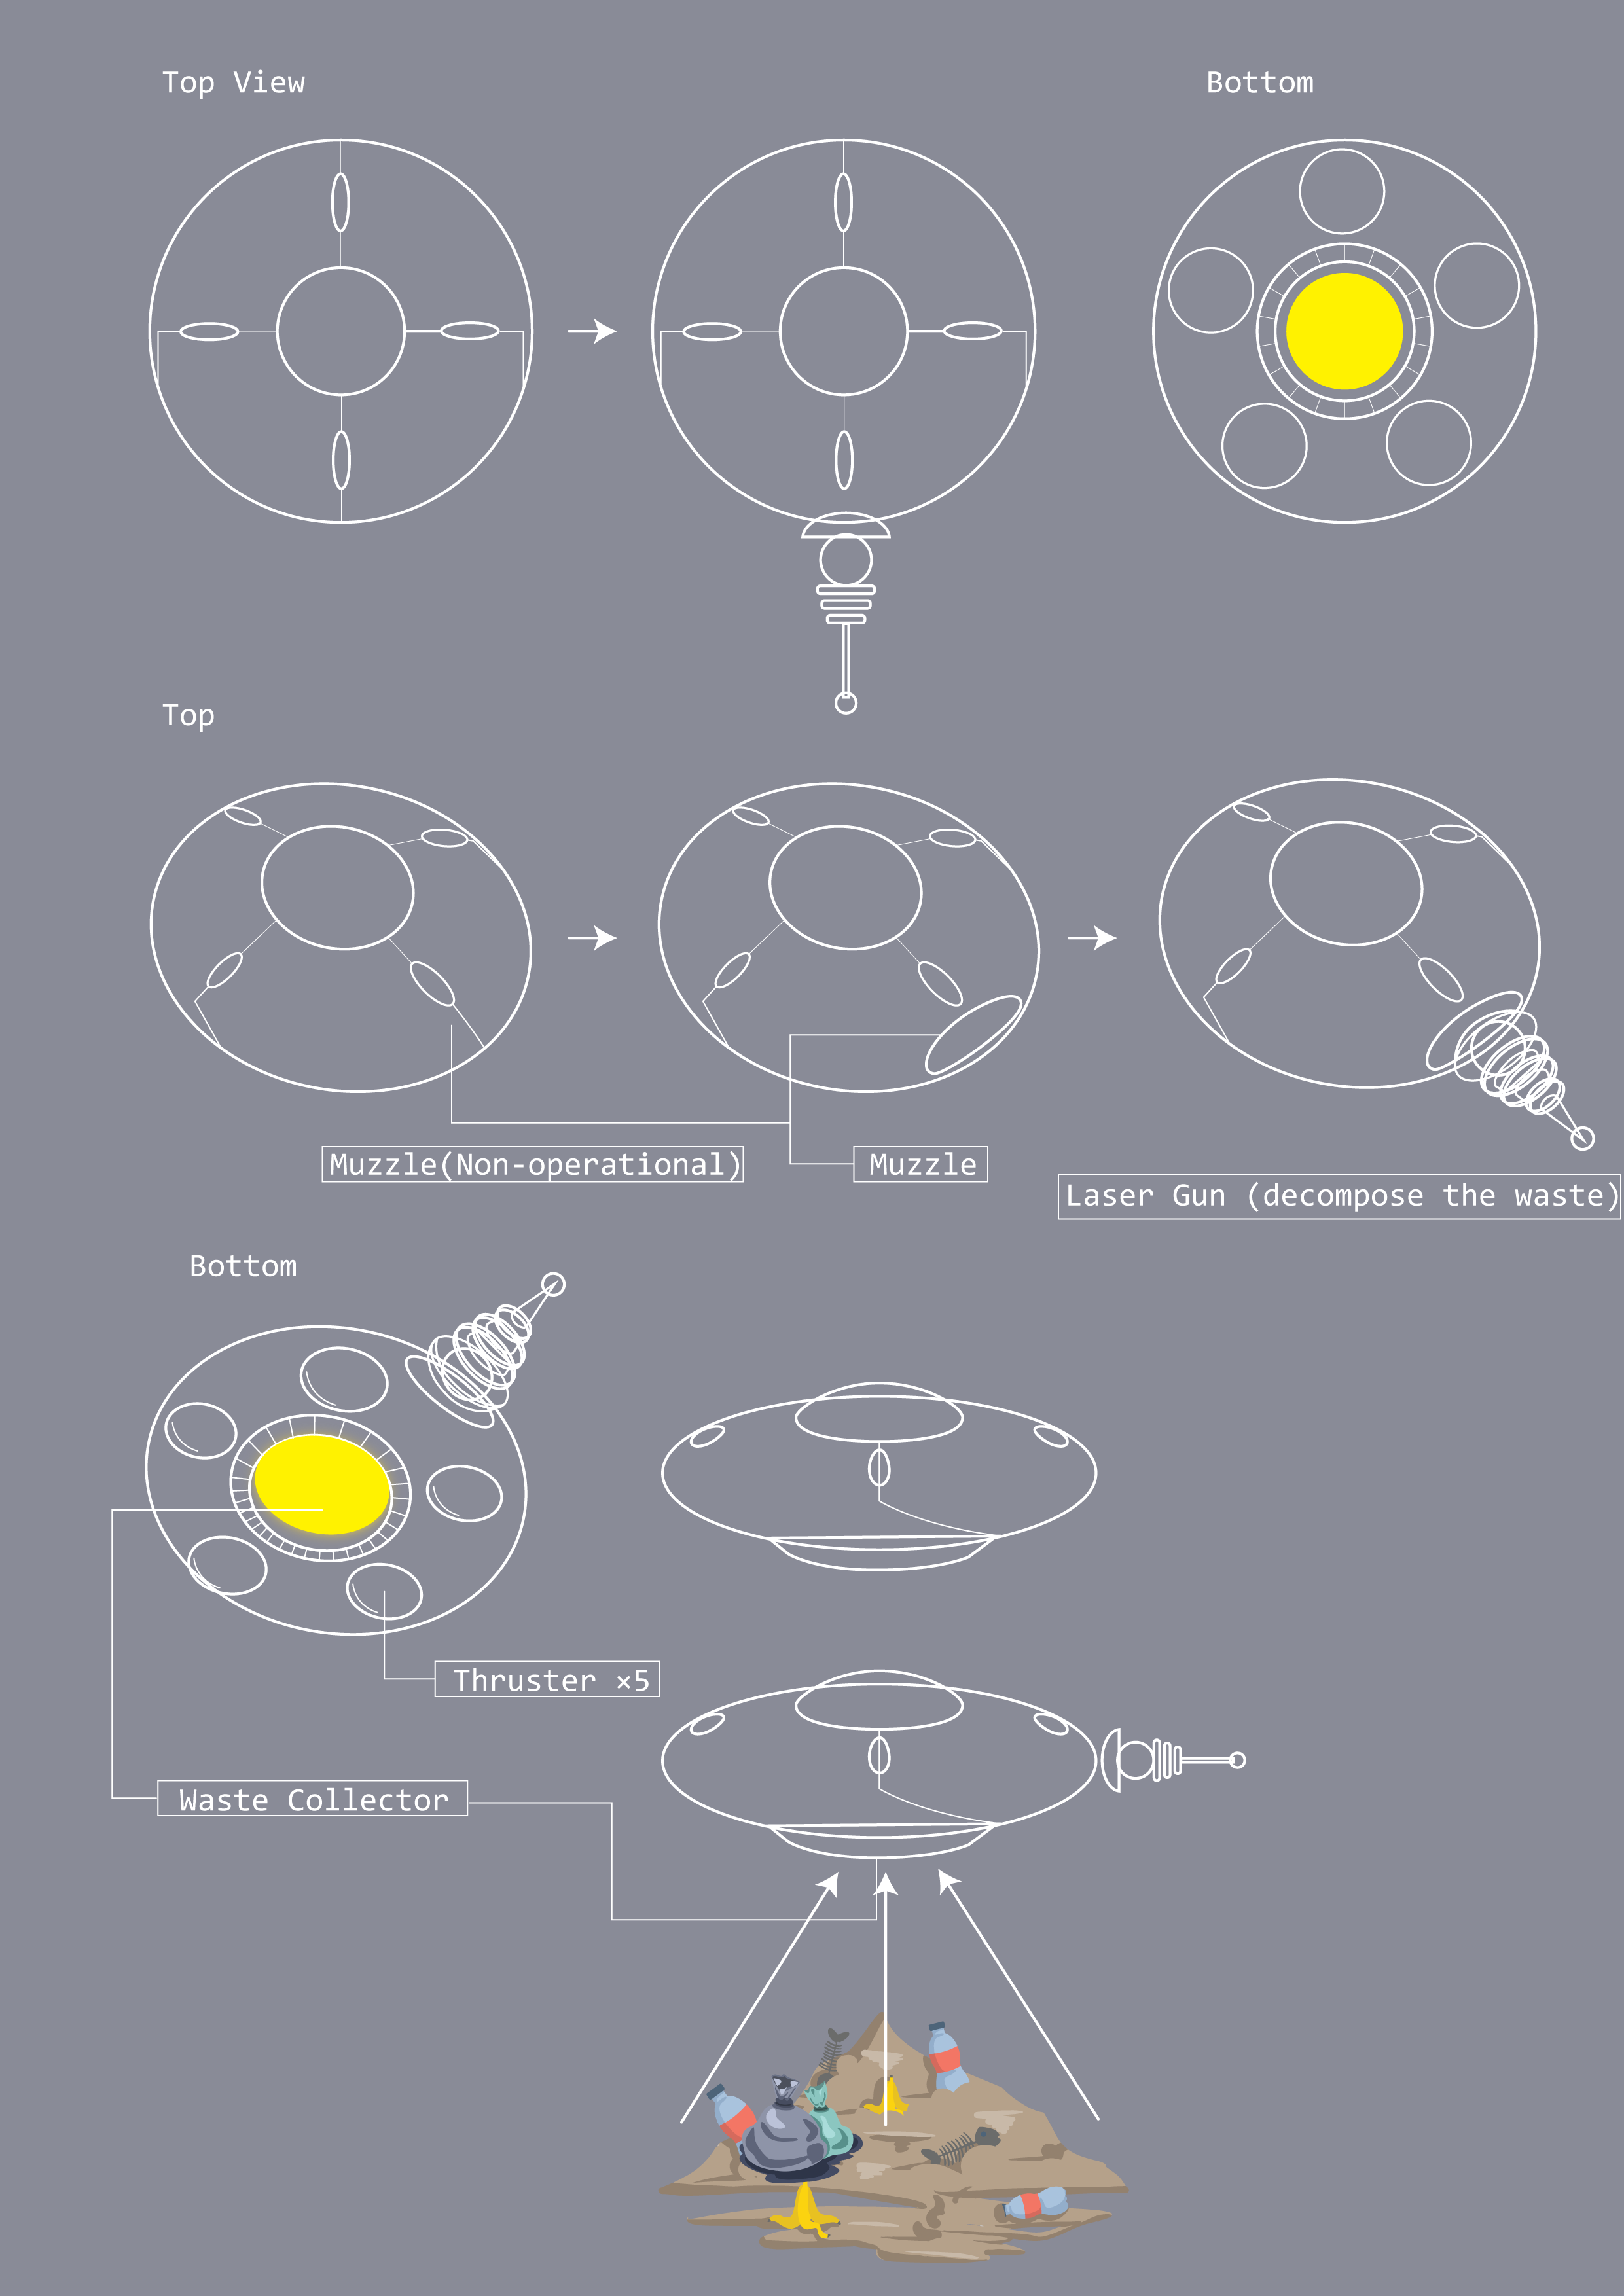 Top View
Bottom
Top
Muzzle(Non-operational)
Muzzle
Laser Gun (decompose the waste)
Bottom
Thruster ×5
Waste Collector